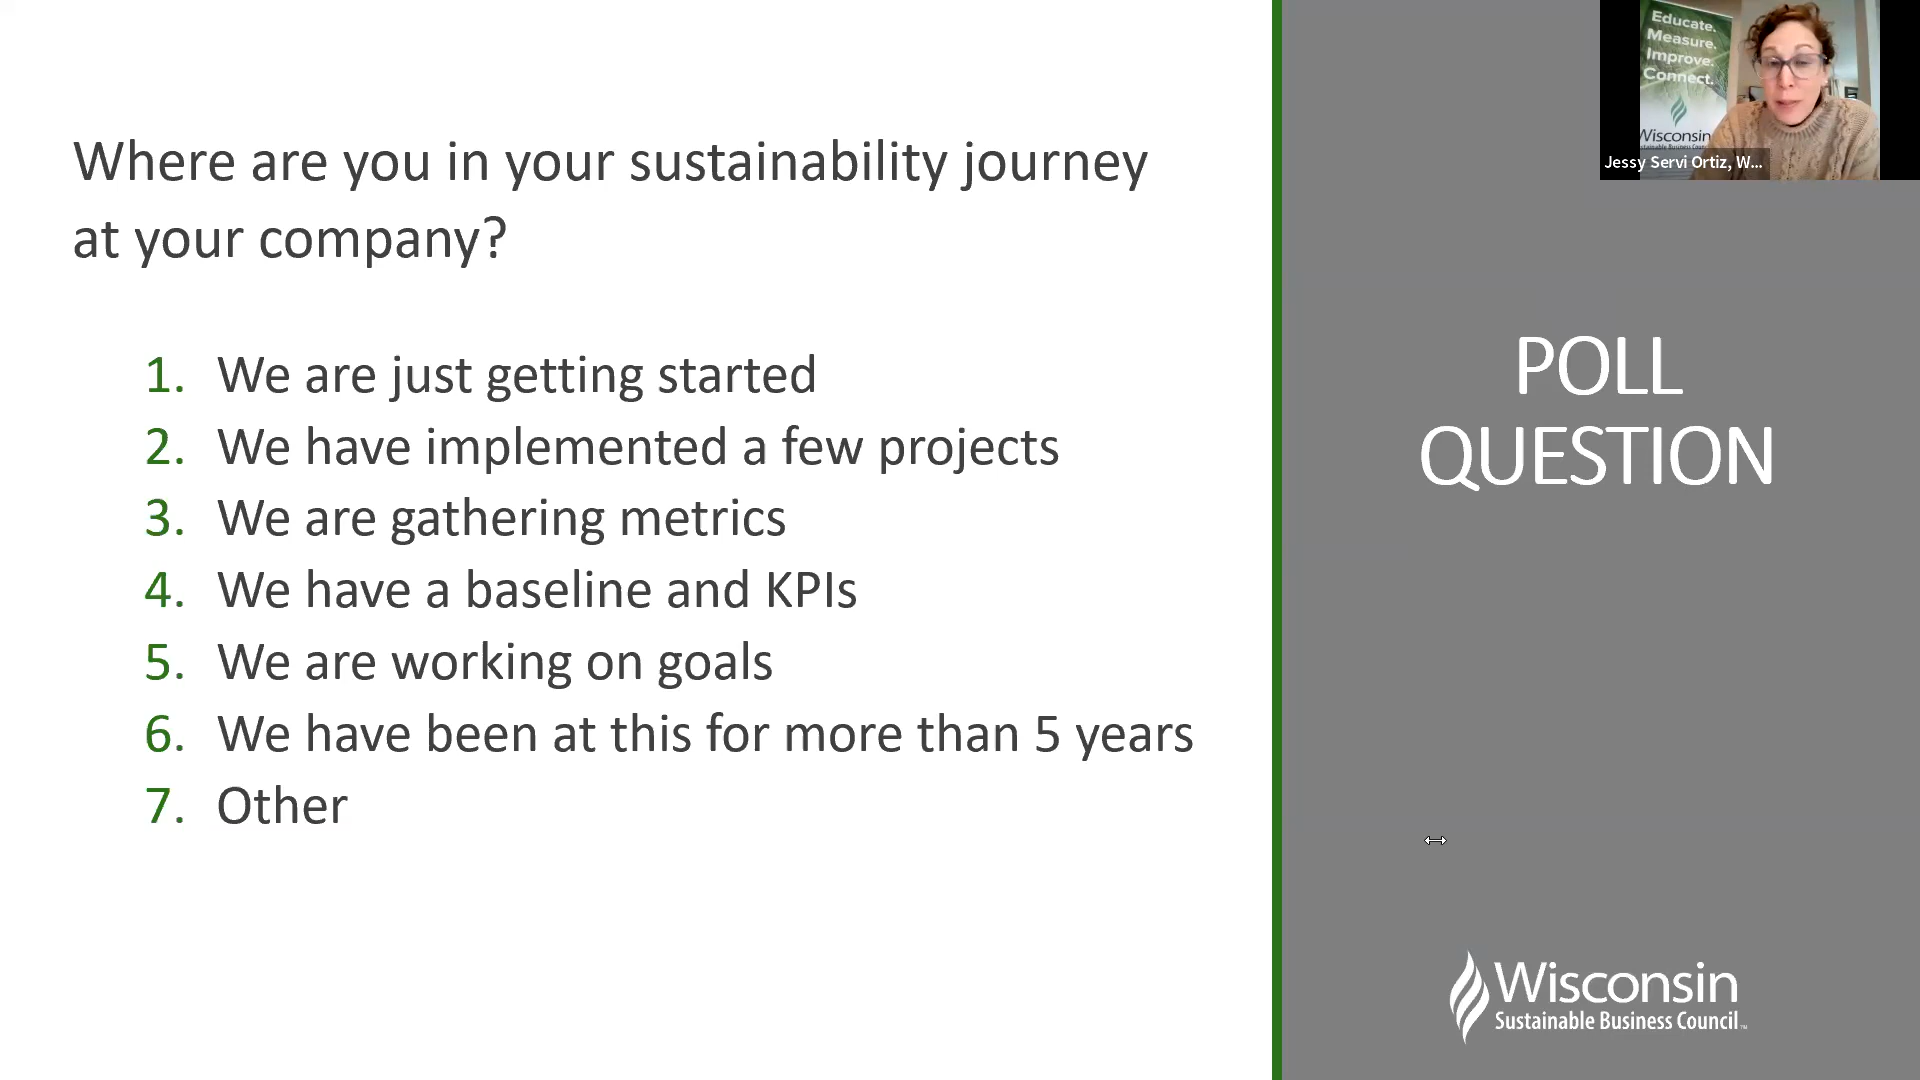 Where are you in your sustainability journey
at your company?
1. We are just getting started
2. We have implemented a few projects
3. We are gathering metrics
4. We have a baseline and KPIs
5. We are working on goals
6. We have been at this for more than 5 years
7. Other
POLL
QUESTION
Wisconsin
Sustainable Business Council™
Educate.
Measure.
Improve.
Connect.
Wisconsin
Jessy Servi Ortiz, W...